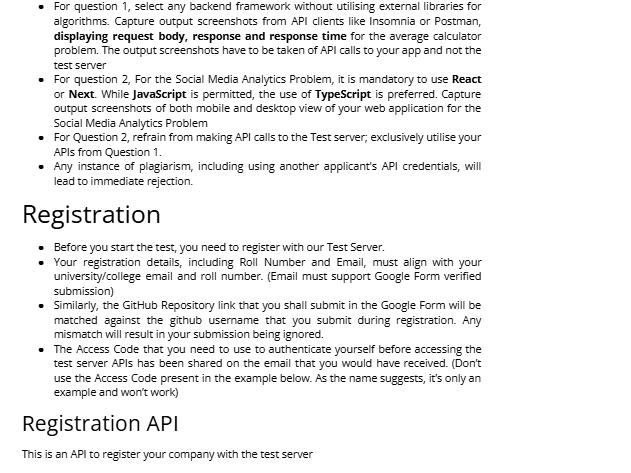 • For question 1, select any backend framework without utilising external libraries for
algorithms. Capture output screenshots from API clients like Insomnia or Postman,
displaying request body, response and response time for the average calculator
problem. The output screenshots have to be taken of API calls to your app and not the
test server
• For question 2, For the Social Media Analytics Problem, it is mandatory to use React
or Next. While JavaScript is permitted, the use of TypeScript is preferred. Capture
output screenshots of both mobile and desktop view of your web application for the
Social Media Analytics Problem
• For Question 2, refrain from making API calls to the Test server; exclusively utilise your
APIs from Question 1.
• Any instance of plagiarism, including using another applicant's API credentials, will
lead to immediate rejection.
Registration
• Before you start the test, you need to register with our Test Server.
• Your registration details, including Roll Number and Email, must align with your
university/college email and roll number. (Email must support Google Form verified
submission)
• Similarly, the GitHub Repository link that you shall submit in the Google Form will be
matched against the github username that you submit during registration. Any
mismatch will result in your submission being ignored.
• The Access Code that you need to use to authenticate yourself before accessing the
test server APIs has been shared on the email that you would have received. (Don't
use the Access Code present in the example below. As the name suggests, it's only an
example and won't work)
Registration API
This is an API to register your company with the test server